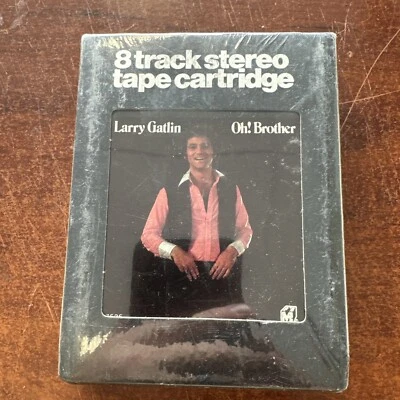 8 track stereo
tape cartridge
Larry Gatlin Oh! Brother